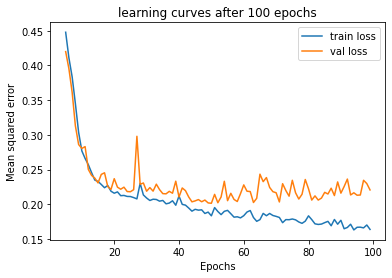 learning curves after 100 epochs
train loss
val loss
Mean squared error
0.45
0.40
0.35
0.30
0.25
0.20
0.15
20
40
60
80
100
Epochs